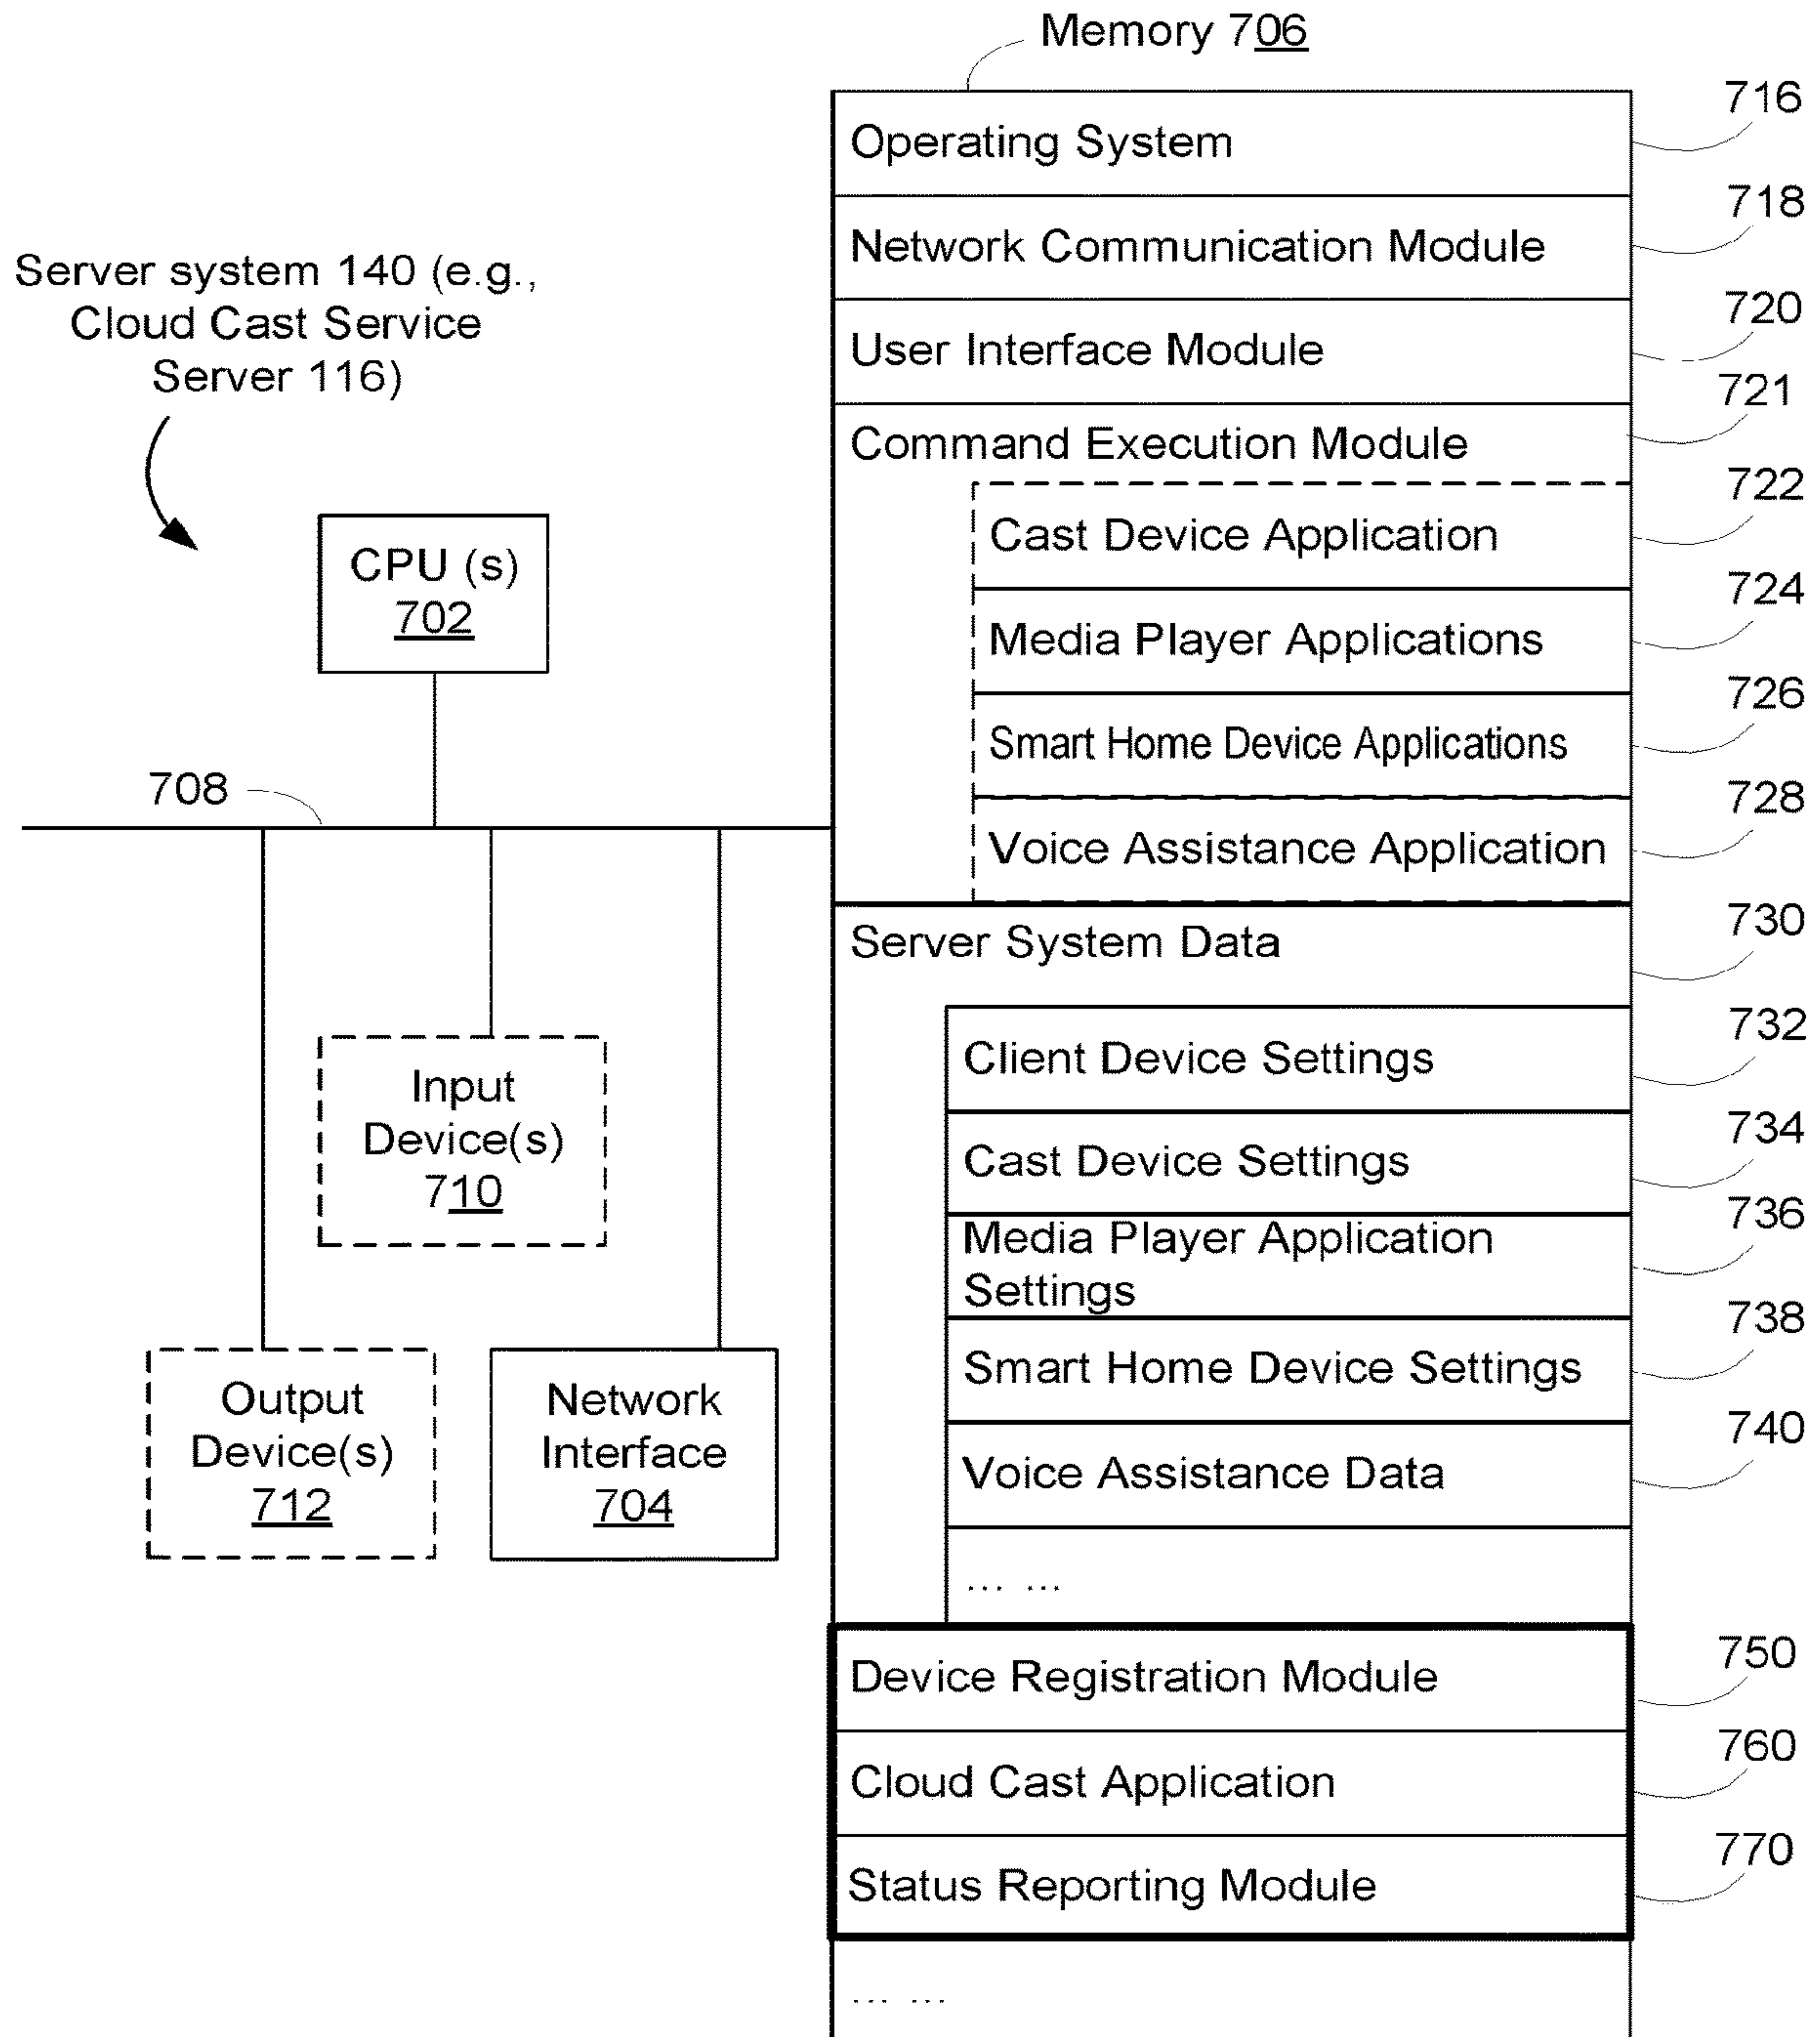 Memory 706
Operating System
716
Network Communication Module
718
User Interface Module
720
Command Execution Module
721
Cast Device Application
722
Media Player Applications
724
Smart Home Device Applications
726
Voice Assistance Application
728
Server System Data
730
Client Device Settings
732
Cast Device Settings
734
Media Player Application
Settings
736
Smart Home Device Settings
738
Voice Assistance Data
740
... ...
Device Registration Module
750
Cloud Cast Application
760
Status Reporting Module
770
... ...
Server system 140 (e.g.,
Cloud Cast Service
Server 116)
CPU (s)
702
708
Input
Device(s)
710
Output
Device(s)
712
Network
Interface
704